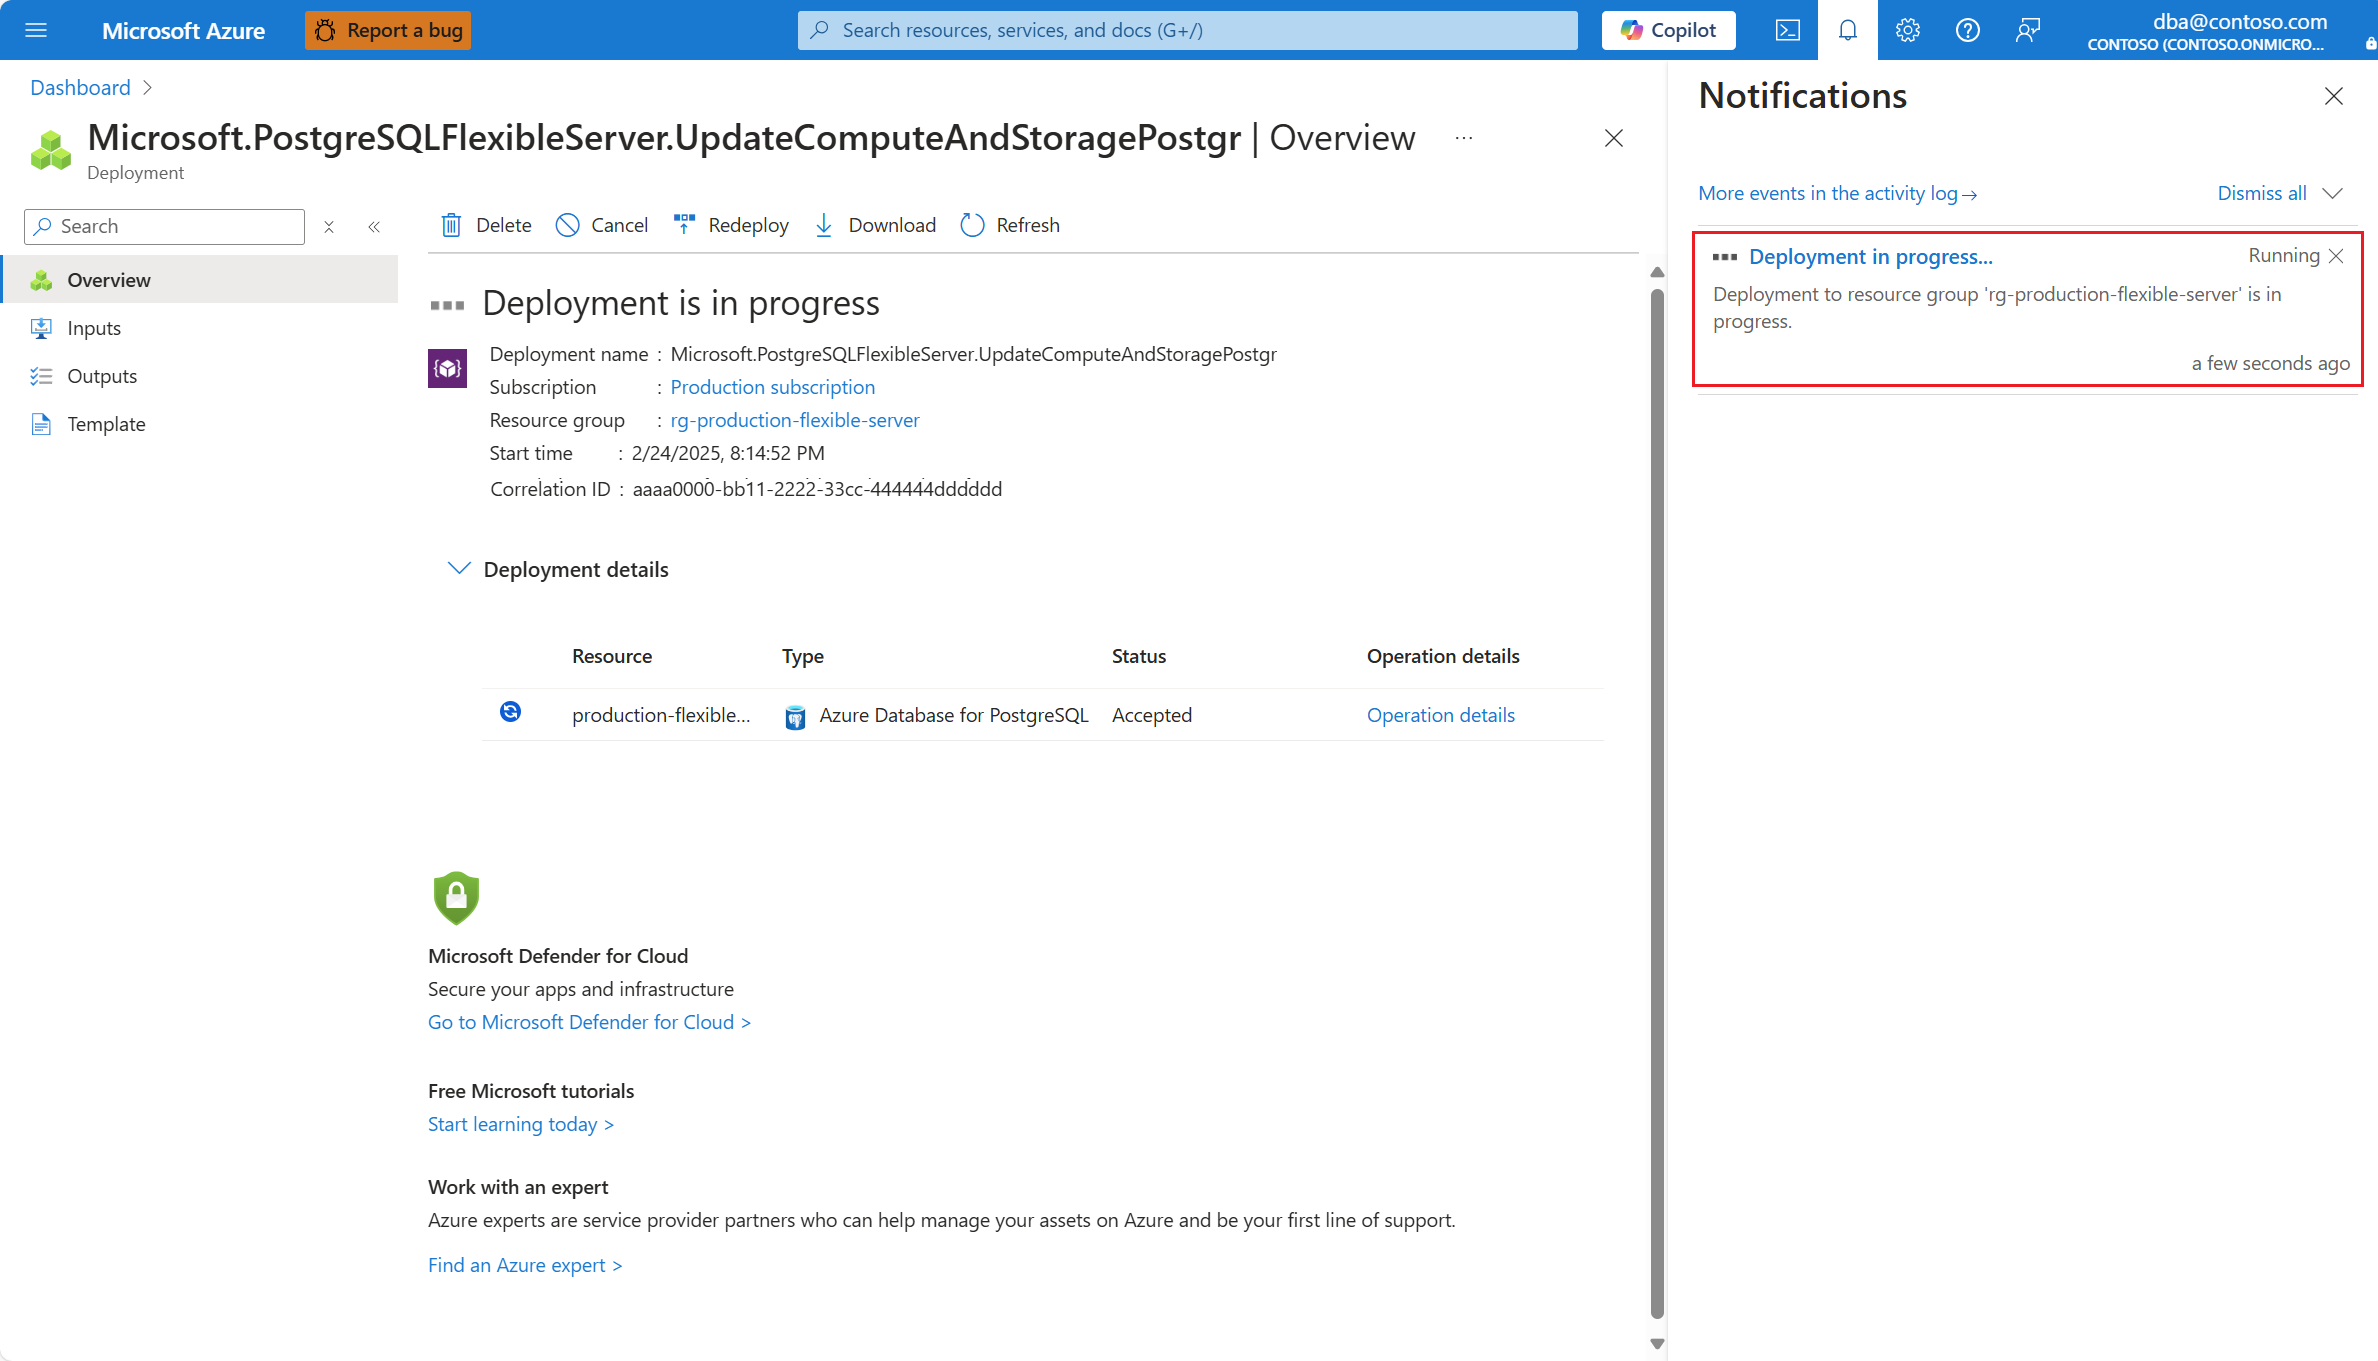 Microsoft Azure
Report a bug
Search resources, services, and docs (G+/)
Copilot
dba@contoso.com
CONTOSO (CONTOSO.ONMICRO...
Dashboard
Microsoft.PostgreSQLFlexibleServer.UpdateComputeAndStoragePostgr | Overview
Deployment
Search
Overview
Inputs
Outputs
Template
Delete
Cancel
Redeploy
Download
Refresh
Deployment is in progress
Deployment name : Microsoft.PostgreSQLFlexibleServer.UpdateComputeAndStoragePostgr
Subscription : Production subscription
Resource group : rg-production-flexible-server
Start time : 2/24/2025, 8:14:52 PM
Correlation ID : aaaa0000-bb11-2222-33cc-444444dddddd
Deployment details
Resource Type Status Operation details
production-flexible... Azure Database for PostgreSQL Accepted Operation details
Microsoft Defender for Cloud
Secure your apps and infrastructure
Go to Microsoft Defender for Cloud >
Free Microsoft tutorials
Start learning today >
Work with an expert
Azure experts are service provider partners who can help manage your assets on Azure and be your first line of support.
Find an Azure expert >
Notifications
More events in the activity log→
Dismiss all
Deployment in progress...
Running
Deployment to resource group 'rg-production-flexible-server' is in
progress.
a few seconds ago